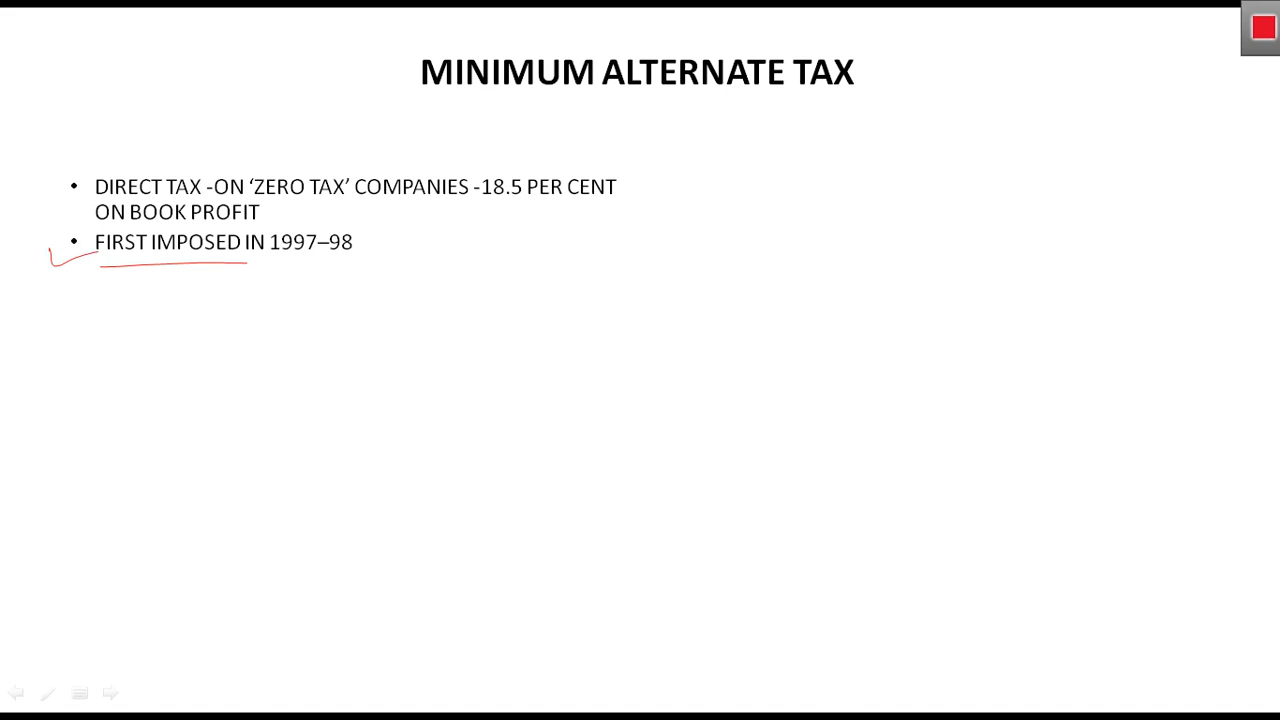 MINIMUM ALTERNATE TAX
• DIRECT TAX -ON ‘ZERO TAX’ COMPANIES -18.5 PER CENT
ON BOOK PROFIT
• FIRST IMPOSED IN 1997–98